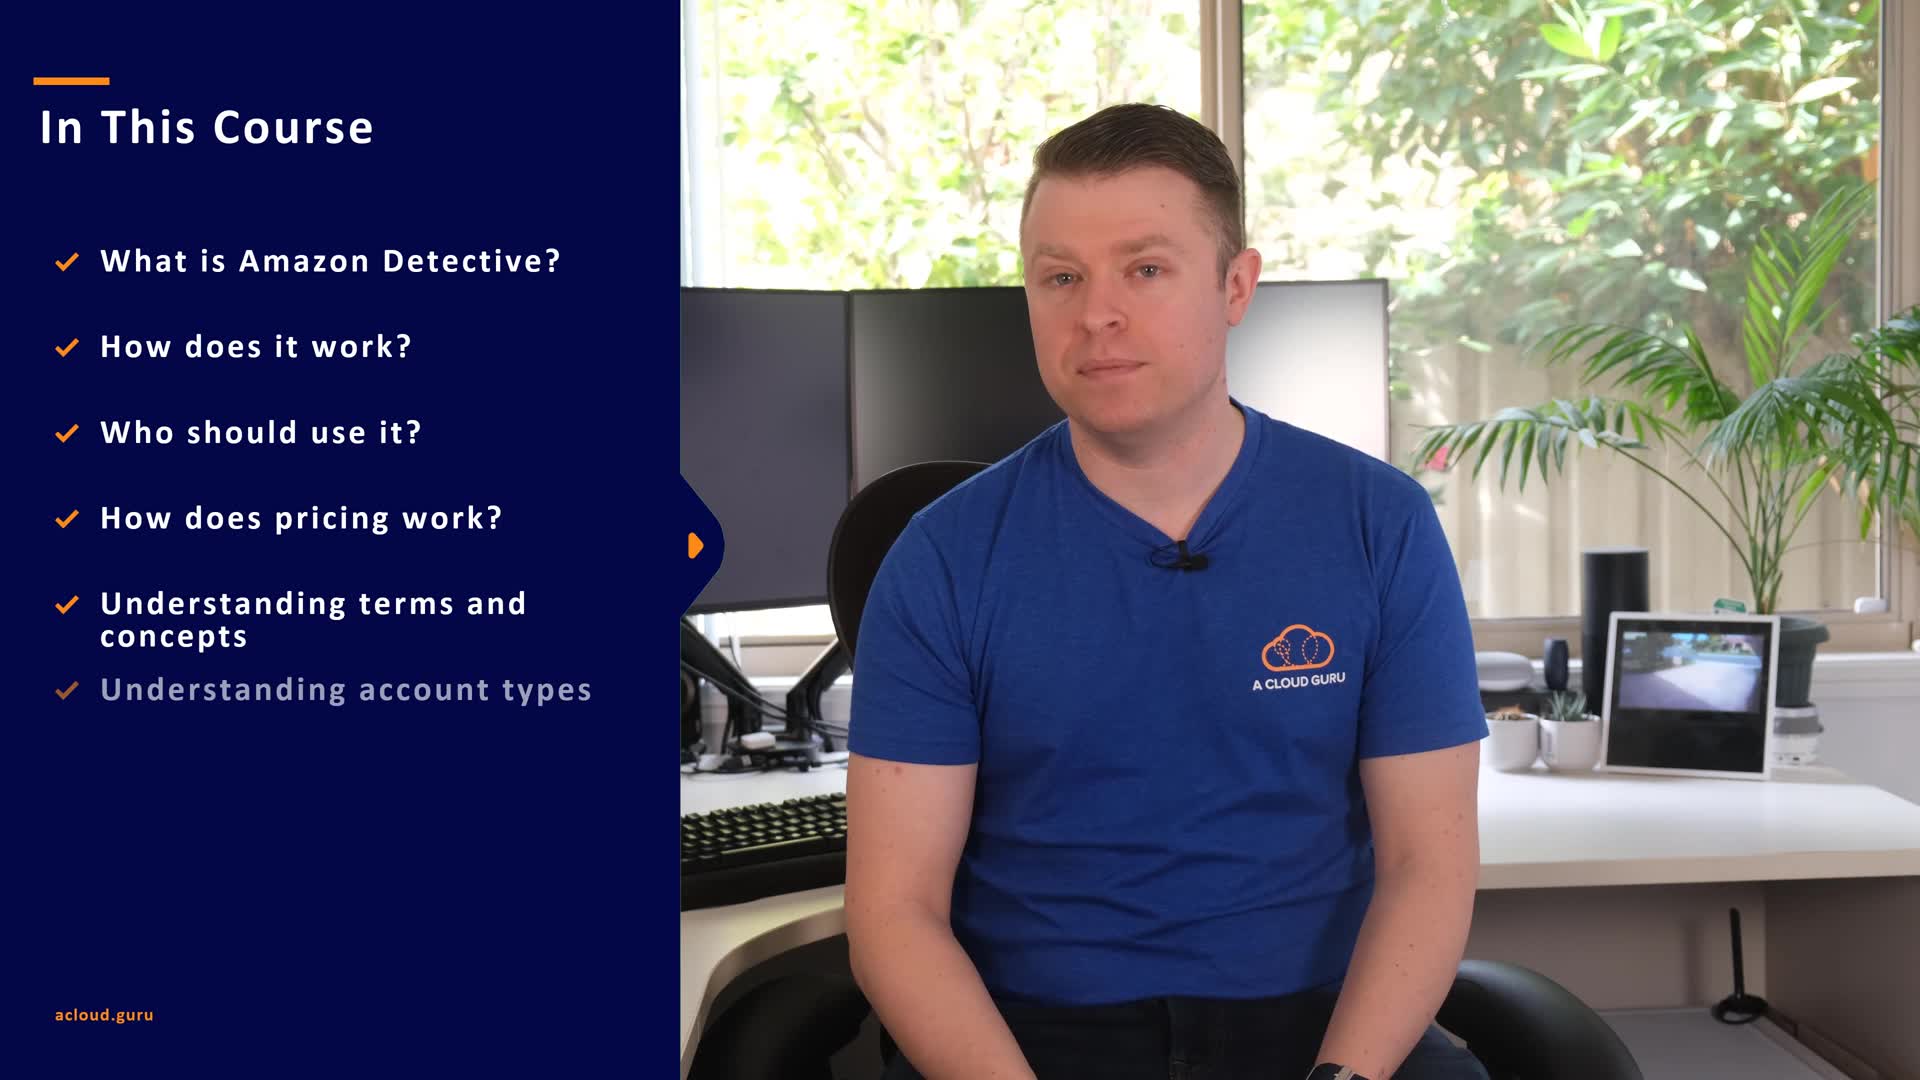 In This Course
What is Amazon Detective?
How does it work?
Who should use it?
How does pricing work?
Understanding terms and
concepts
Understanding account types
acloud.guru
A CLOUD GURU